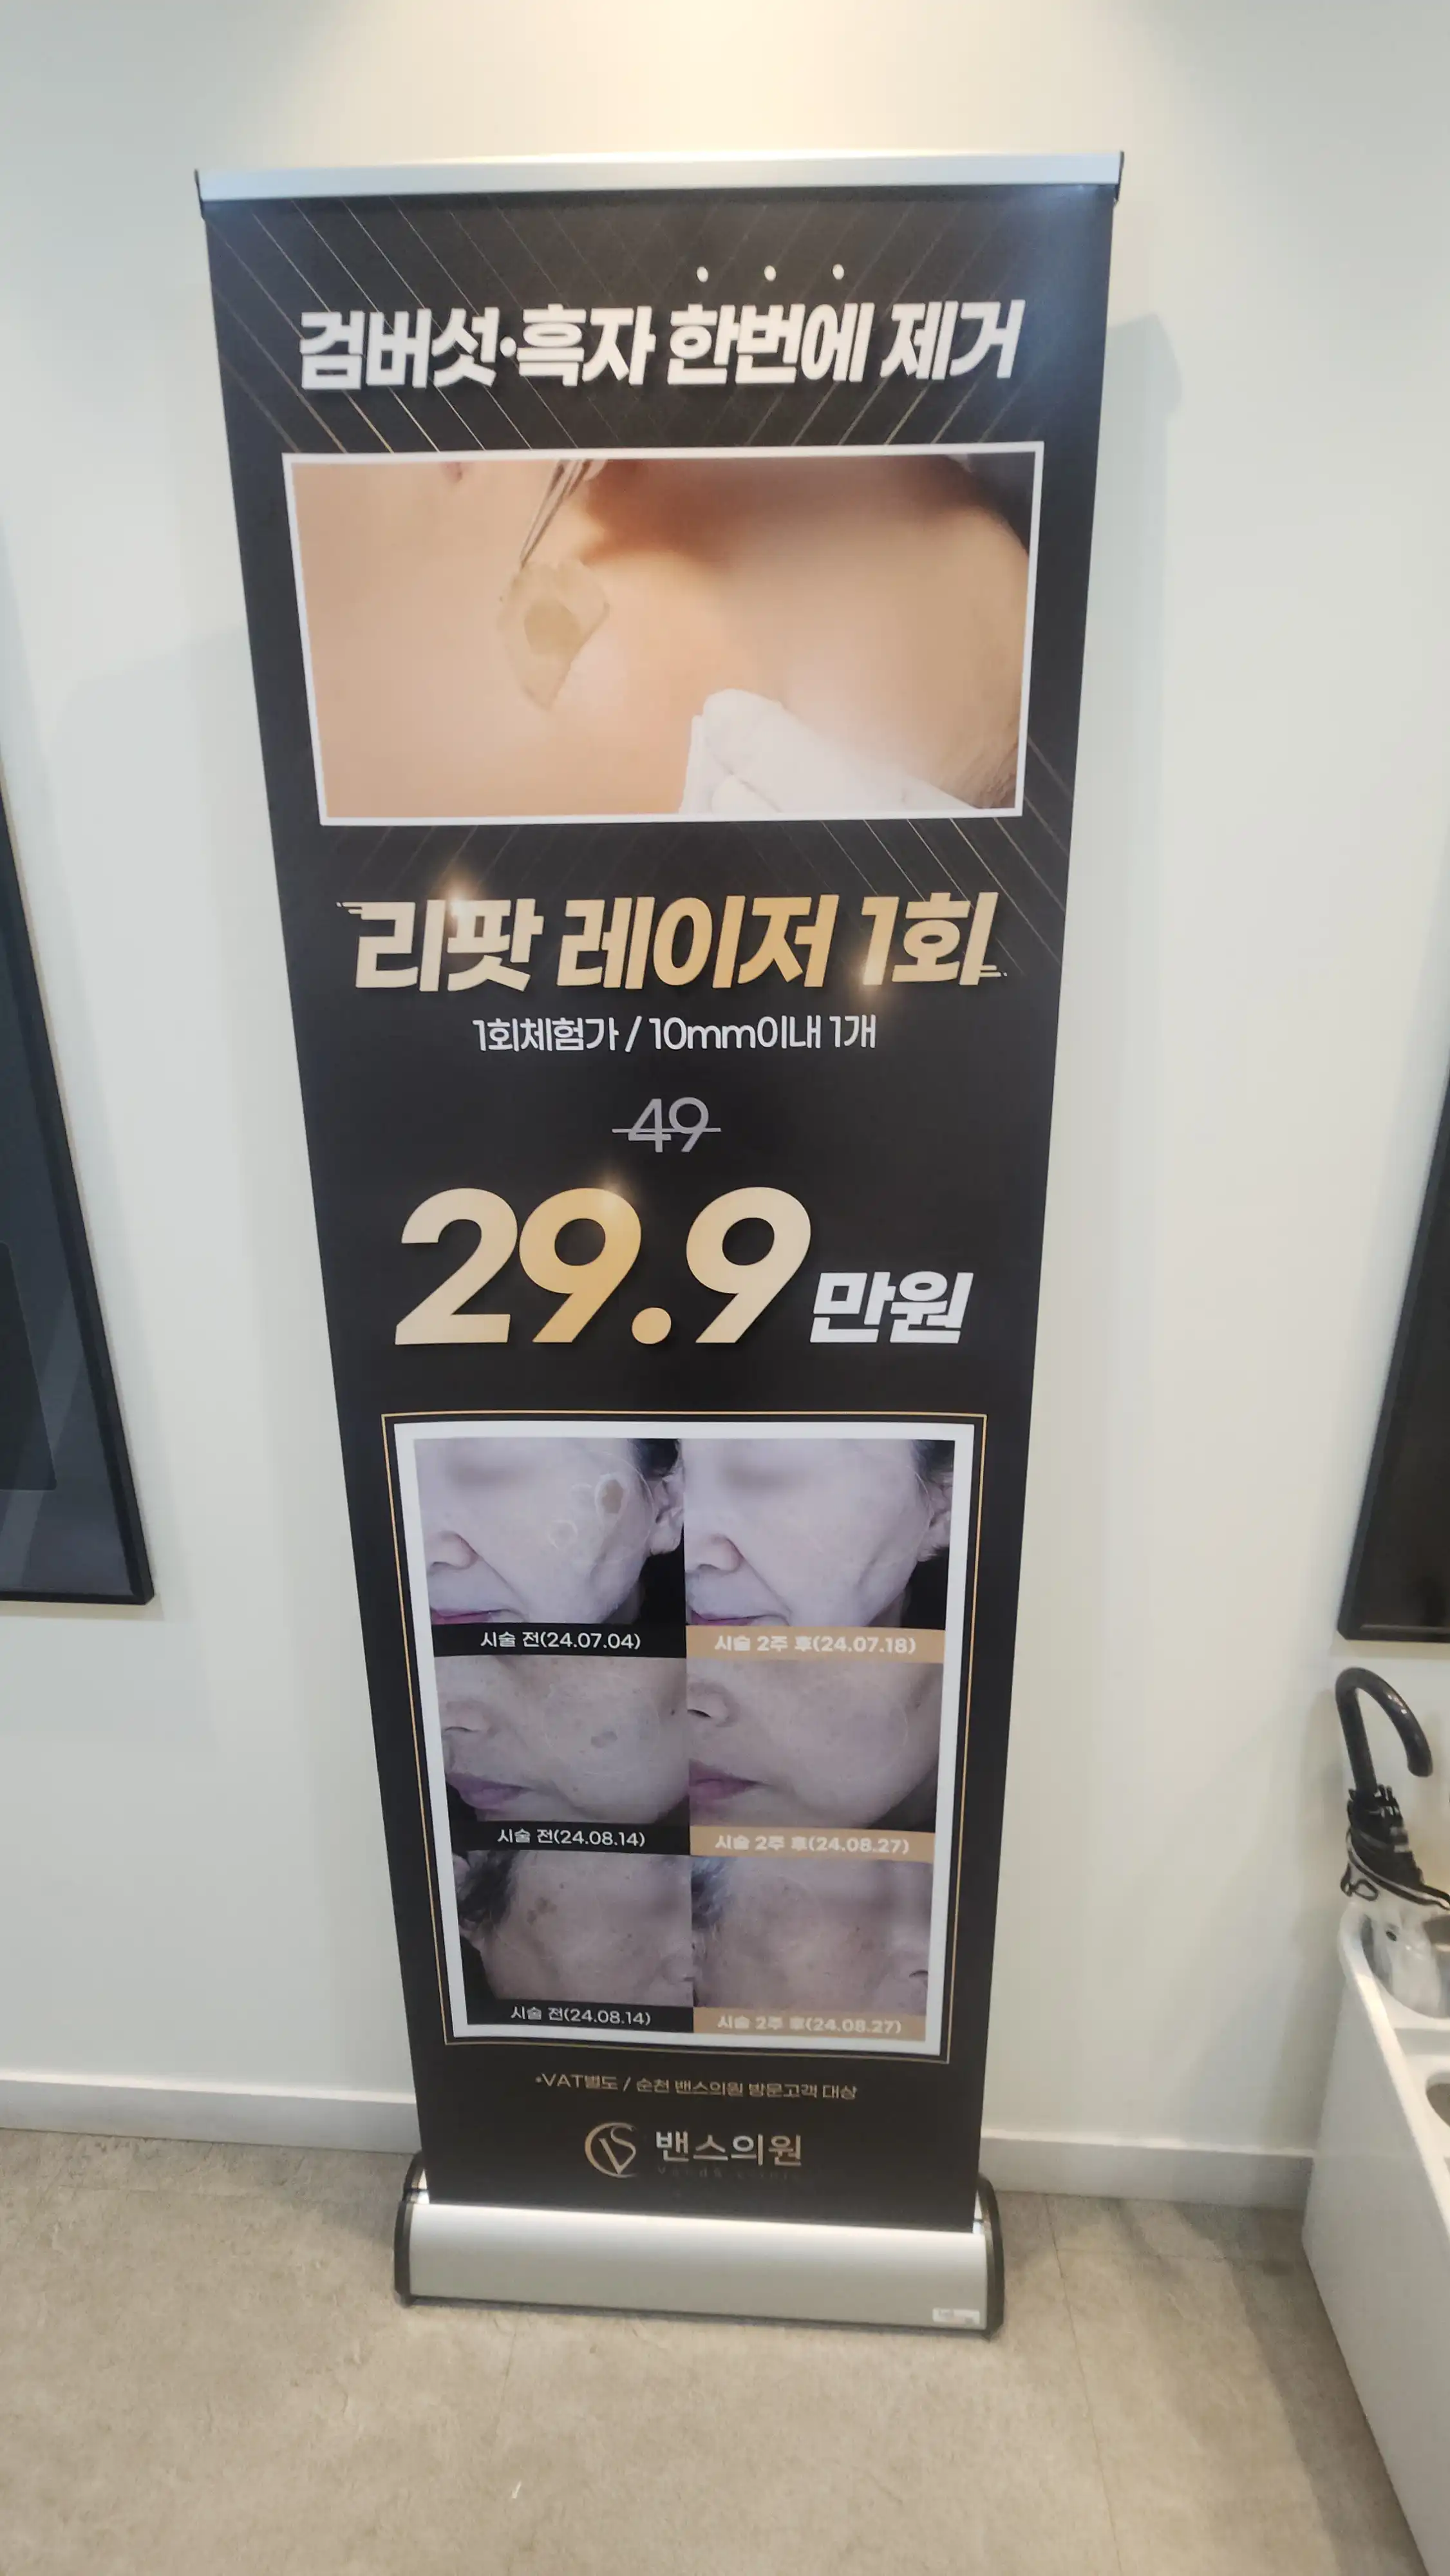 검버섯·흑자 한번에 제거
리팟 레이저 1회
1회체험가 / 10mm이내 1개
49
29.9만원
시술 전(24.07.04)
시술 2주 후(24.07.18)
시술 전(24.08.14)
시술 2주 후(24.08.27)
시술 전(24.08.14)
시술 2주 후(24.08.27)
*VAT별도 / 순천 밴스의원 방문고객 대상
밴스의원